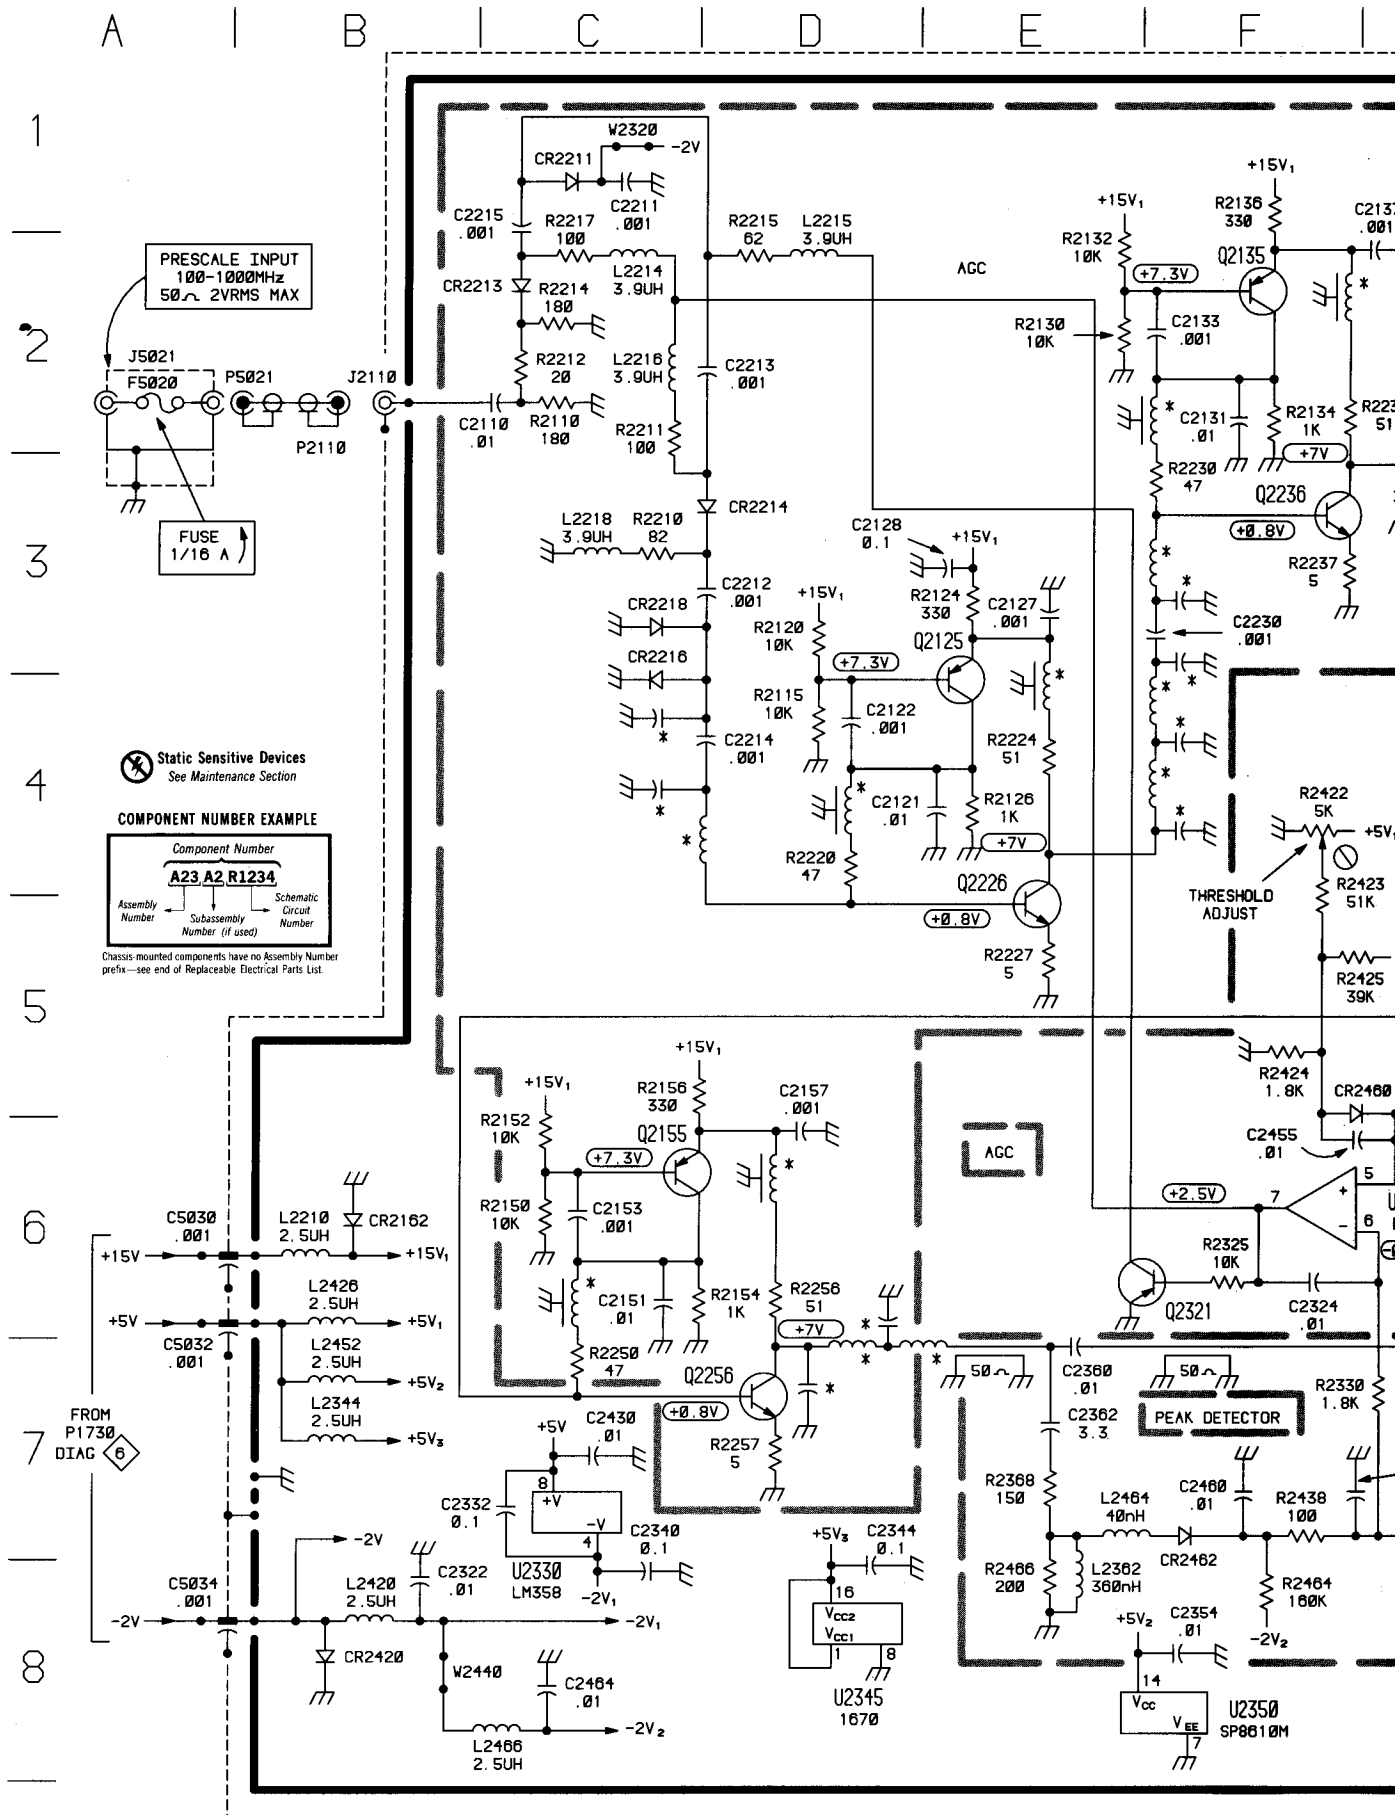 A B C D E F
1
2
3
4
5
6
7
8
W2320
-2V
CR2211
C2211
.001
C2215
.001
R2217
100
L2214
3.9UH
R2215
62
L2215
3.9UH
AGC
+15V₁
R2136
330
+15V₁
R2132
10K
Q2135
+7.3V
C2137
.001
*
PRESCALE INPUT
100-1000MHz
50Ω 2VRMS MAX
CR2213
R2214
180
R2212
20
L2216
3.9UH
C2213
.001
R2130
10K
C2133
.001
J5021
F5020
P5021
J2110
P2110
C2110
.01
R2110
180
R2211
100
*
C2131
.01
R2134
1K
+7V
51
R2230
47
Q2236
+0.8V
R2237
5
FUSE
1/16 A
CR2214
L2218
3.9UH
R2210
82
C2128
0.1
+15V₁
C2212
.001
R2124
330
C2127
.001
*
*
C2230
.001
*
CR2218
CR2216
+15V₁
R2120
10K
Q2125
+7.3V
R2115
10K
C2122
.001
*
*
C2214
.001
*
*
R2224
51
*
*
*
*
Static Sensitive Devices
See Maintenance Section
COMPONENT NUMBER EXAMPLE
Component Number
A23 A2 R1234
Assembly
Number
Subassembly
Number (if used)
Schematic
Circuit
Number
Chassis-mounted components have no Assembly Number
prefix—see end of Replaceable Electrical Parts List.
*
C2121
.01
R2126
1K
+7V
R2220
47
Q2226
+0.8V
R2227
5
R2422
5K
+5V₁
THRESHOLD
ADJUST
R2423
51K
R2425
39K
R2424
1.8K
CR2460
C2455
.01
+15V₁
R2156
330
C2157
.001
+15V₁
R2152
10K
Q2155
+7.3V
*
R2150
10K
C2153
.001
*
C2151
.01
R2154
1K
R2256
51
+7V
*
*
*
*
R2250
47
Q2256
+0.8V
R2257
5
AGC
+2.5V
7
5
+
-
6
R2325
10K
Q2321
C2324
.01
C5030
.001
L2210
2.5UH
CR2162
+15V
+15V₁
L2426
2.5UH
+5V
+5V₁
C5032
.001
L2452
2.5UH
+5V₂
L2344
2.5UH
+5V₃
FROM
P1730
DIAG 6
50Ω
C2360
.01
C2362
3.3
50Ω
PEAK DETECTOR
R2330
1.8K
+5V
C2430
.01
C2332
0.1
8
+V
-V
4
C2340
0.1
U2330
LM358
-2V₁
R2368
150
L2464
40nH
C2460
.01
R2438
100
CR2462
R2466
200
L2362
360nH
R2464
160K
-2V₂
-2V
C5034
.001
L2420
2.5UH
C2322
.01
-2V
-2V₁
CR2420
W2440
C2464
.01
L2466
2.5UH
-2V₂
+5V₃
C2344
0.1
16
VCC2
VCC1
1
8
U2345
1670
+5V₂
C2354
.01
14
VCC
VEE
7
U2350
SP8610M